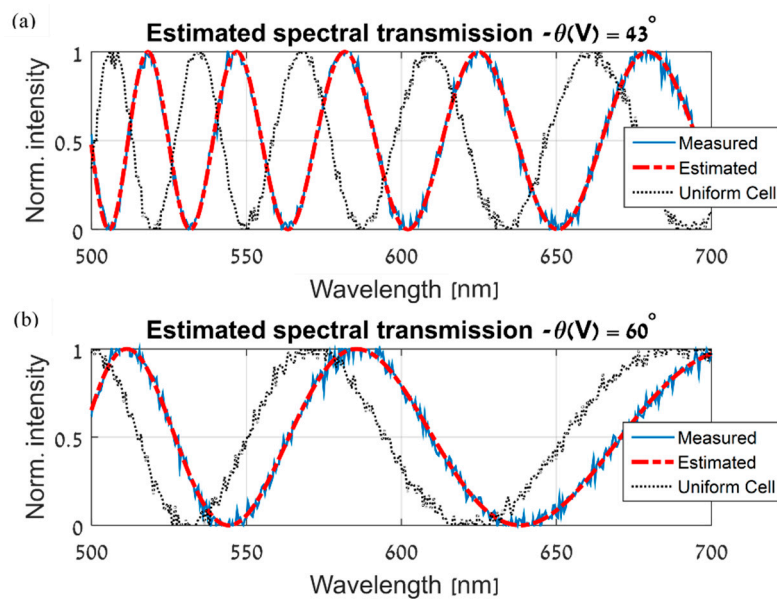 (a)
Estimated spectral transmission -θ(V) = 43°
Norm. intensity
1
0.5
0
Measured
Estimated
Uniform Cell
500
550
600
650
700
Wavelength [nm]
(b)
Estimated spectral transmission -θ(V) = 60°
Norm. intensity
1
0.5
0
Measured
Estimated
Uniform Cell
500
550
600
650
700
Wavelength [nm]